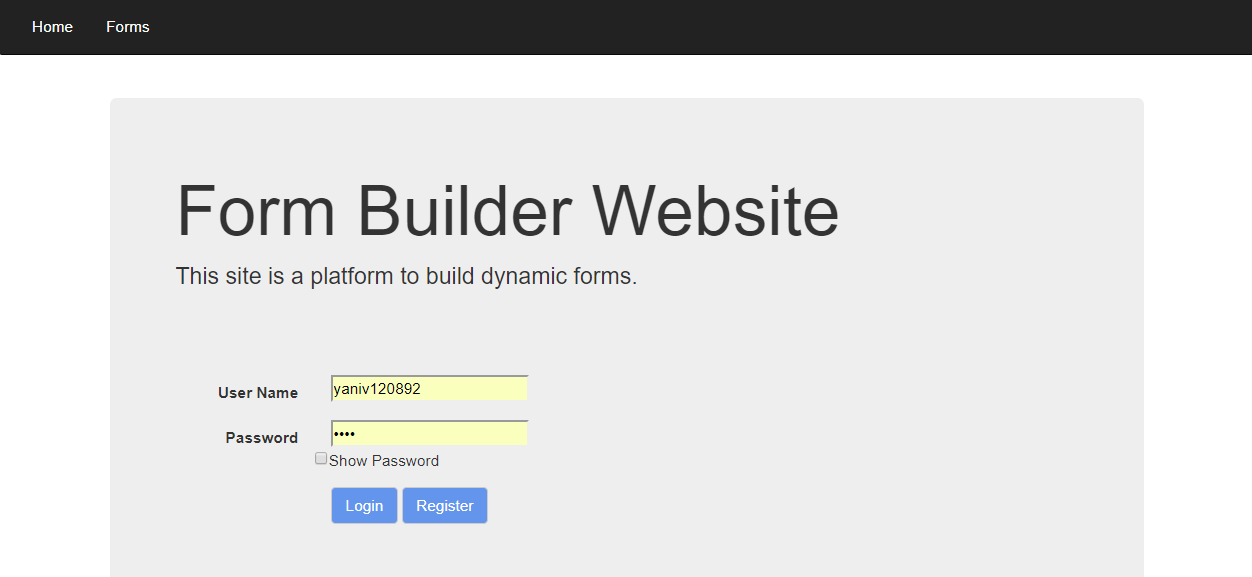 Home Forms
Form Builder Website
This site is a platform to build dynamic forms.
User Name yaniv120892
Password ••••
Show Password
Login Register